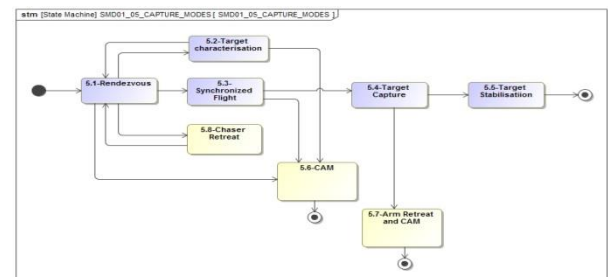 stm [State Machine] SMD01_05_CAPTURE_MODES [ SMD01_05_CAPTURE_MODES ]
5.2-Target
characterisation
5.1-Rendezvous
5.3-
Synchronized
Flight
5.4-Target
Capture
5.5-Target
Stabilisatiion
5.8-Chaser
Retreat
5.6-CAM
5.7-Arm Retreat
and CAM